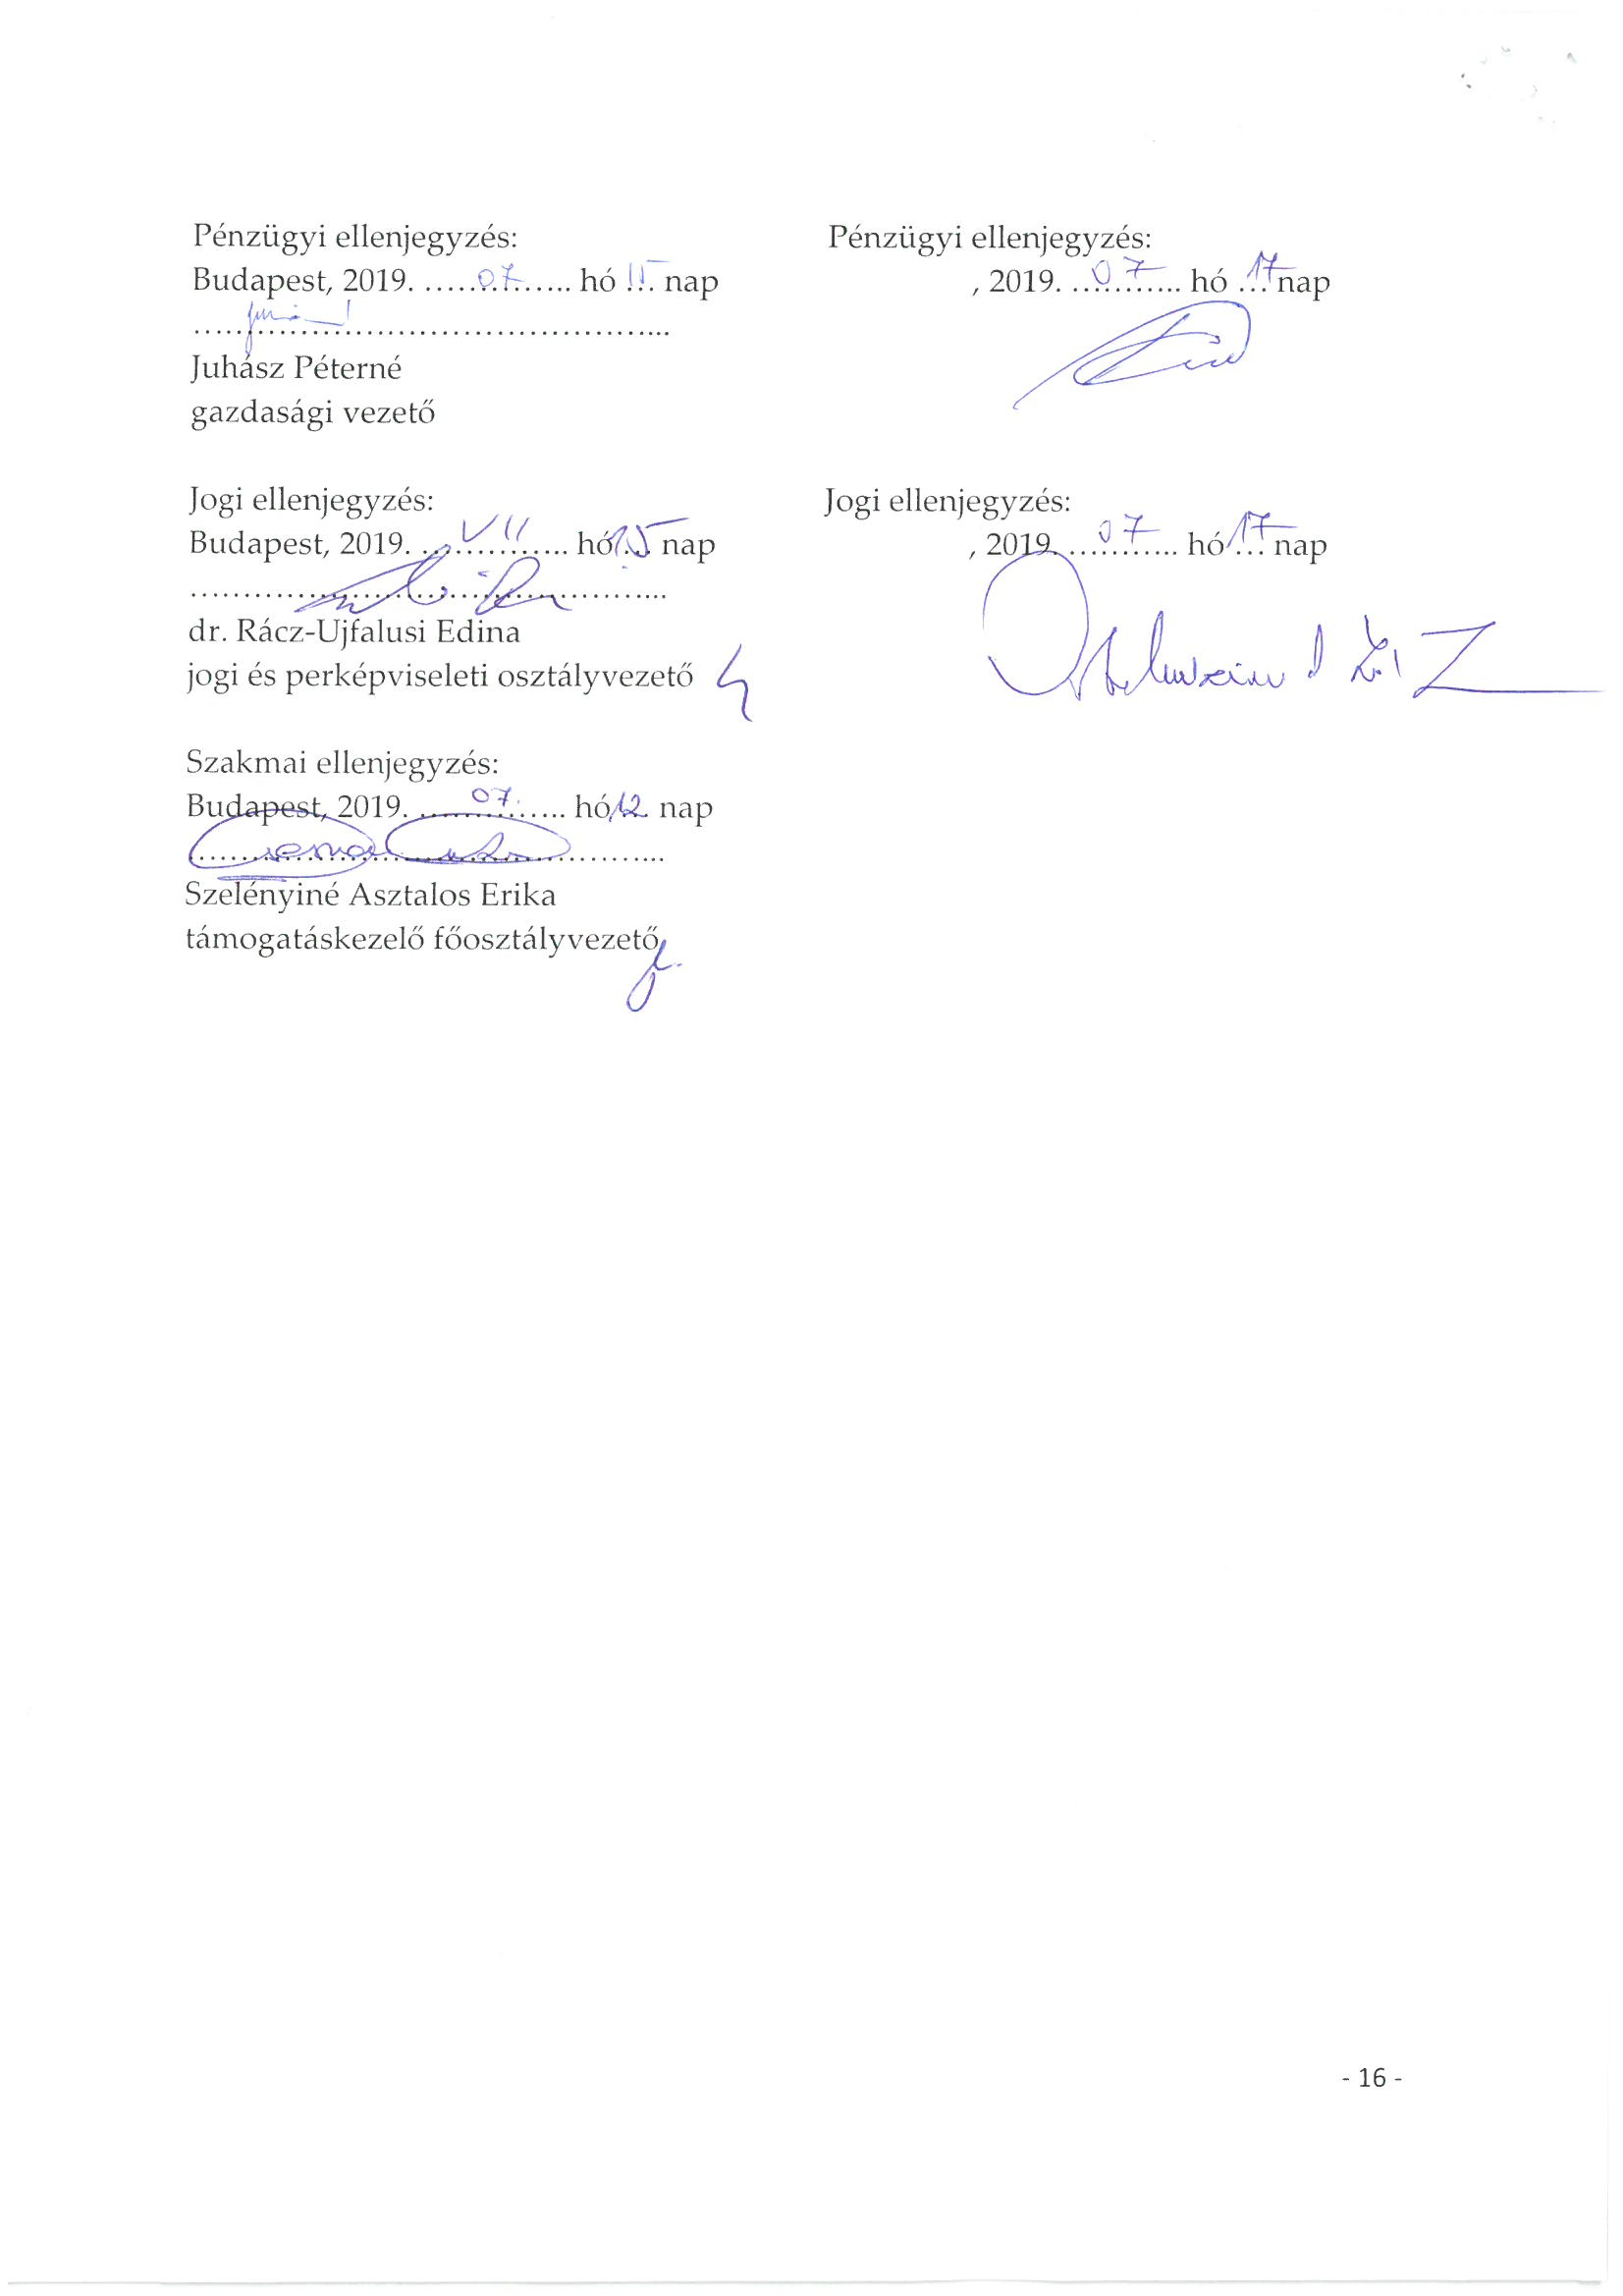 Pénzügyi ellenjegyzés:
Budapest, 2019. .....07...... hó 15 nap
Juhász Péterné
gazdasági vezető
Jogi ellenjegyzés:
Budapest, 2019. ....VII........ hó 15 nap
dr. Rácz-Ujfalusi Edina
jogi és perképviseleti osztályvezető
Szakmai ellenjegyzés:
Budapest, 2019. .....07....... hó 12 nap
Szelényiné Asztalos Erika
támogatáskezelő főosztályvezető
Pénzügyi ellenjegyzés:
, 2019. ...07...... hó 17 nap
Jogi ellenjegyzés:
, 2019. ...07...... hó 17 nap
- 16 -